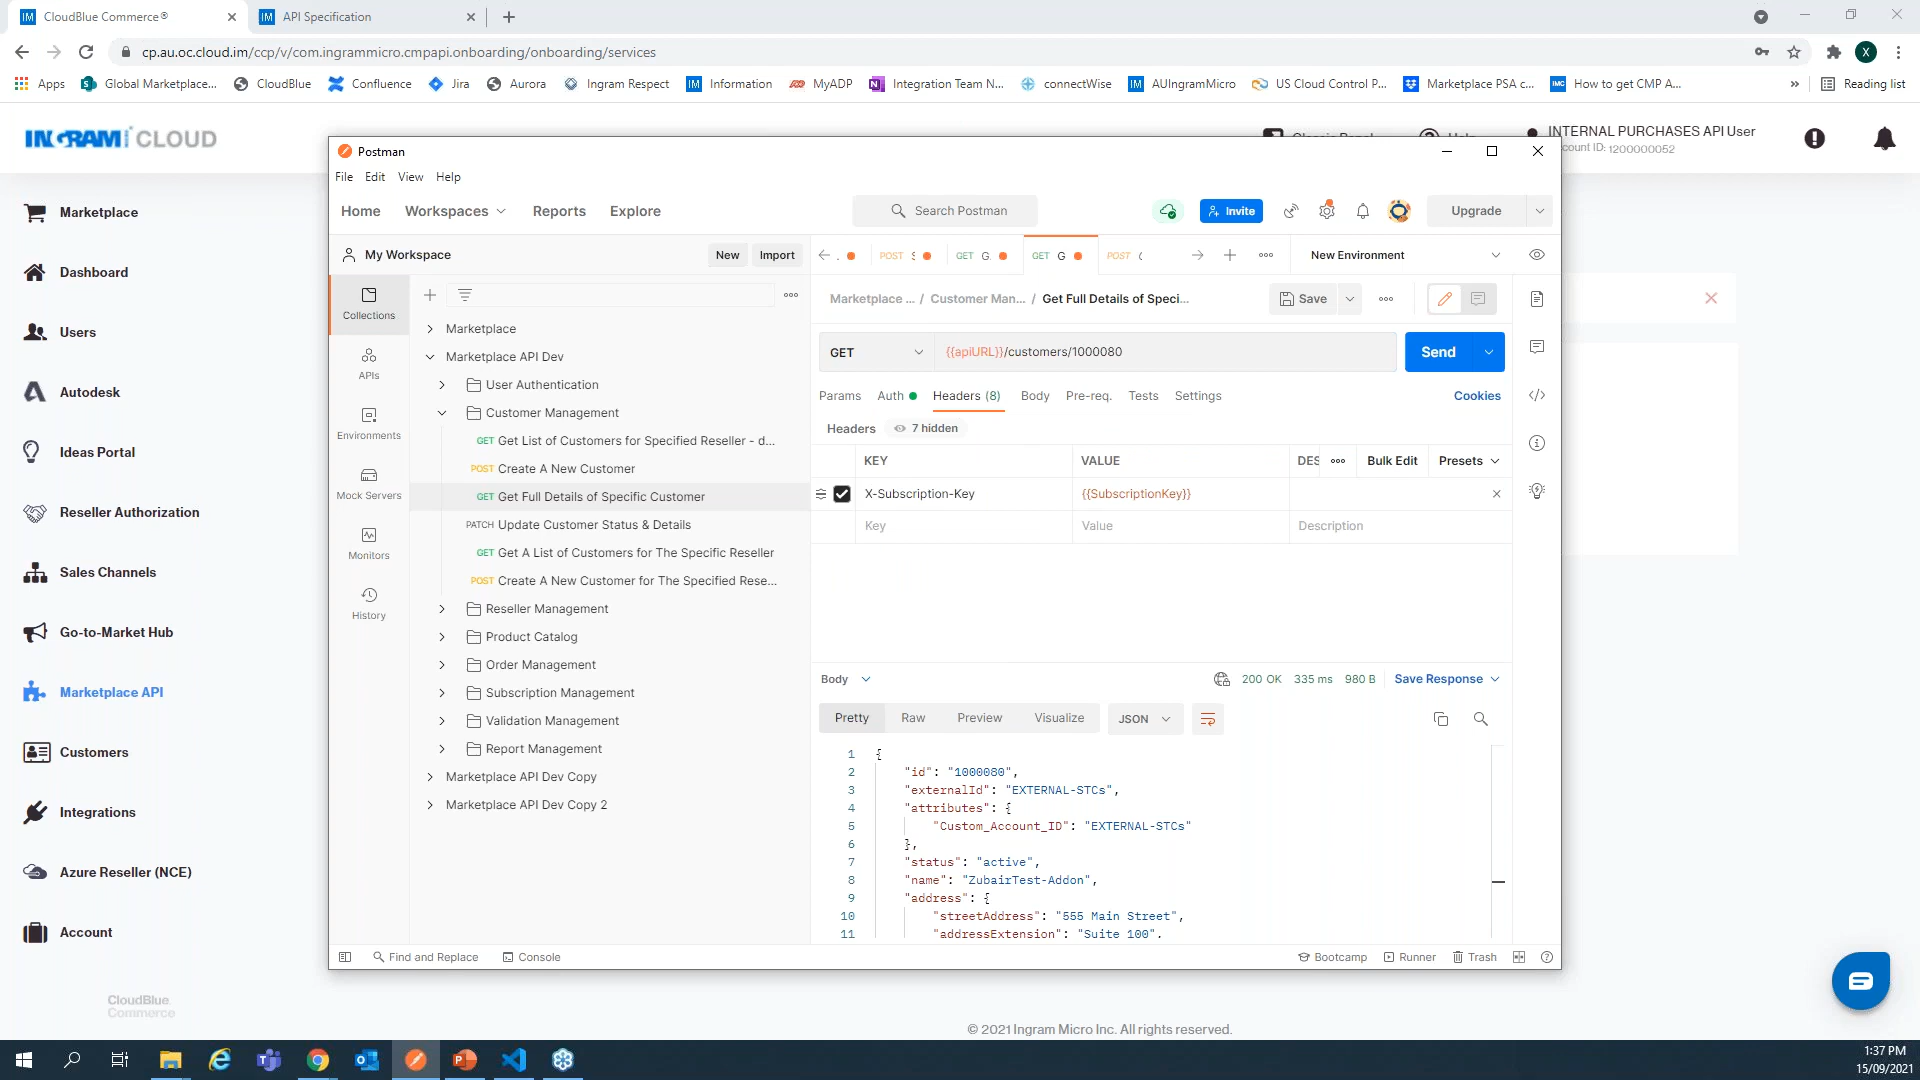 CloudBlue Commerce®
API Specification
cp.au.oc.cloud.im/ccp/v/com.ingrammicro.cmpapi.onboarding/onboarding/services
X
Apps
Global Marketplace...
CloudBlue
Confluence
Jira
Aurora
Ingram Respect
Information
MyADP
Integration Team N...
connectWise
AUIngramMicro
US Cloud Control P...
Marketplace PSA c...
How to get CMP A...
»
Reading list
INGRAM CLOUD
INTERNAL PURCHASES API User
count ID: 1200000052
Marketplace
Dashboard
Users
Autodesk
Ideas Portal
Reseller Authorization
Sales Channels
Go-to-Market Hub
Marketplace API
Customers
Integrations
Azure Reseller (NCE)
Account
CloudBlue
Commerce
Postman
File Edit View Help
Home Workspaces Reports Explore
Search Postman
Invite
Upgrade
My Workspace
New Import
POST S
GET G.
GET G
POST (
New Environment
Collections
APIs
Environments
Mock Servers
Monitors
History
Marketplace
Marketplace API Dev
User Authentication
Customer Management
GET Get List of Customers for Specified Reseller - d...
POST Create A New Customer
GET Get Full Details of Specific Customer
PATCH Update Customer Status & Details
GET Get A List of Customers for The Specific Reseller
POST Create A New Customer for The Specified Rese...
Reseller Management
Product Catalog
Order Management
Subscription Management
Validation Management
Report Management
Marketplace API Dev Copy
Marketplace API Dev Copy 2
Marketplace ... / Customer Man... / Get Full Details of Speci...
Save
GET {{apiURL}}/customers/1000080
Send
Params Auth Headers (8) Body Pre-req. Tests Settings
Cookies
Headers 7 hidden
KEY VALUE DES Bulk Edit Presets
X-Subscription-Key {{SubscriptionKey}}
Key Value Description
Body 200 OK 335 ms 980 B Save Response
Pretty Raw Preview Visualize JSON
1 {
2 "id": "1000080",
3 "externalId": "EXTERNAL-STCs",
4 "attributes": {
5 "Custom_Account_ID": "EXTERNAL-STCs"
6 },
7 "status": "active",
8 "name": "ZubairTest-Addon",
9 "address": {
10 "streetAddress": "555 Main Street",
11 "addressExtension": "Suite 100".
Find and Replace Console
Bootcamp Runner Trash
© 2021 Ingram Micro Inc. All rights reserved.
1:37 PM
15/09/2021